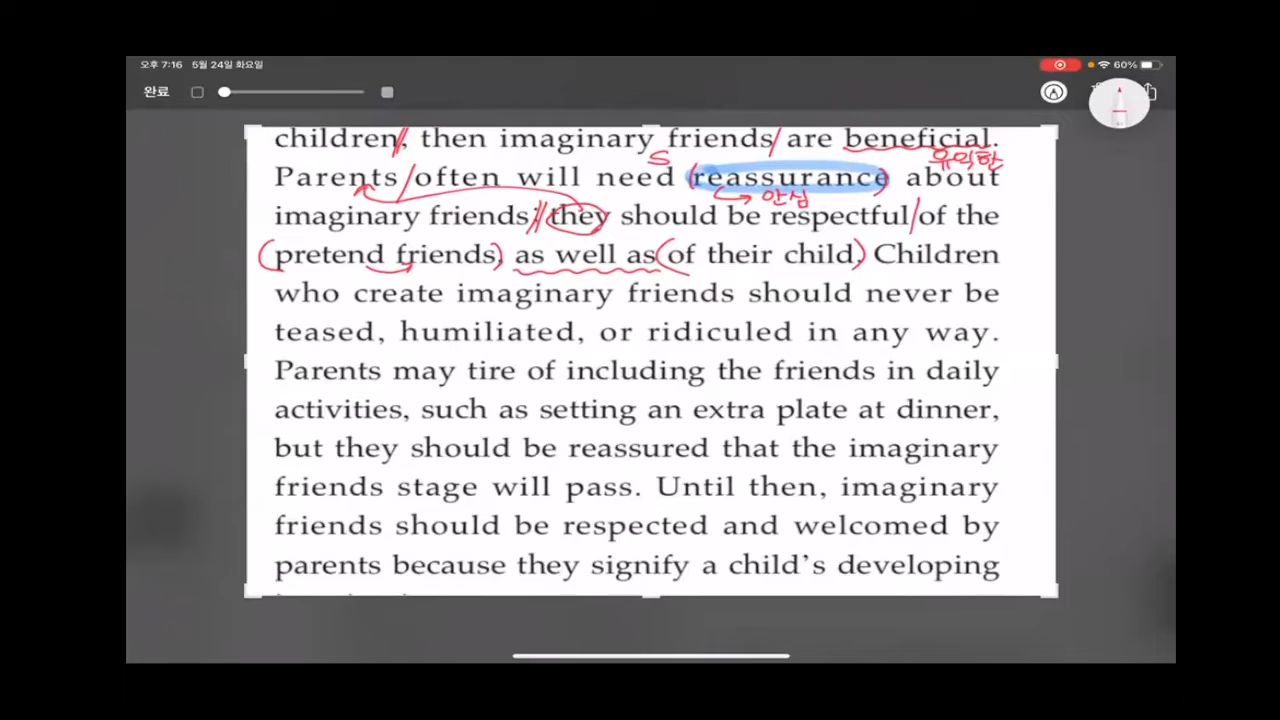 오후 7:16 5월 24일 화요일
60%
완료
children, then imaginary friends are beneficial.
S
유익한
Parents often will need reassurance about
안심
imaginary friends; they should be respectful of the
pretend friends, as well as of their child. Children
who create imaginary friends should never be
teased, humiliated, or ridiculed in any way.
Parents may tire of including the friends in daily
activities, such as setting an extra plate at dinner,
but they should be reassured that the imaginary
friends stage will pass. Until then, imaginary
friends should be respected and welcomed by
parents because they signify a child's developing